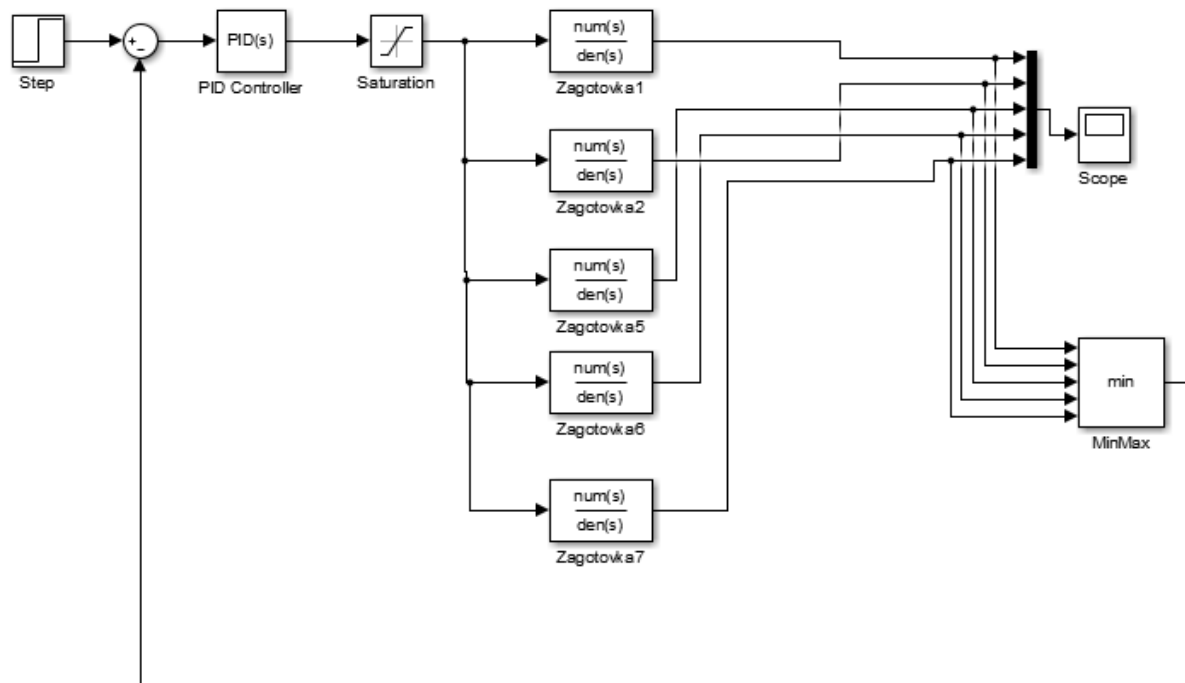 Step
+
-
PID(s)
PID Controller
Saturation
num(s)
den(s)
Zagotovka1
num(s)
den(s)
Zagotovka2
num(s)
den(s)
Zagotovka5
num(s)
den(s)
Zagotovka6
num(s)
den(s)
Zagotovka7
Scope
min
MinMax